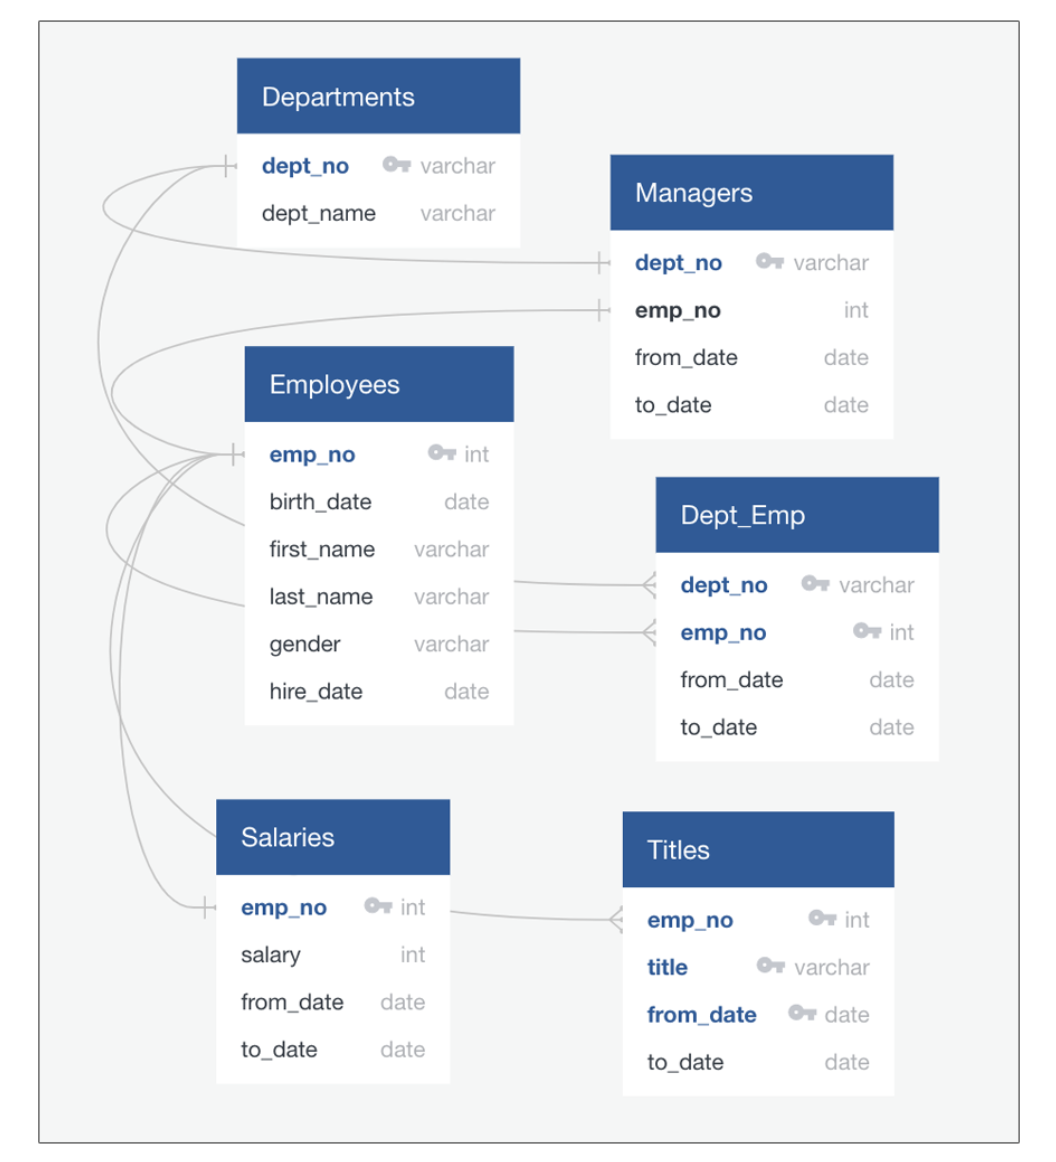 Departments
dept_no varchar
dept_name varchar
Managers
dept_no varchar
emp_no int
from_date date
to_date date
Employees
emp_no int
birth_date date
first_name varchar
last_name varchar
gender varchar
hire_date date
Dept_Emp
dept_no varchar
emp_no int
from_date date
to_date date
Salaries
emp_no int
salary int
from_date date
to_date date
Titles
emp_no int
title varchar
from_date date
to_date date